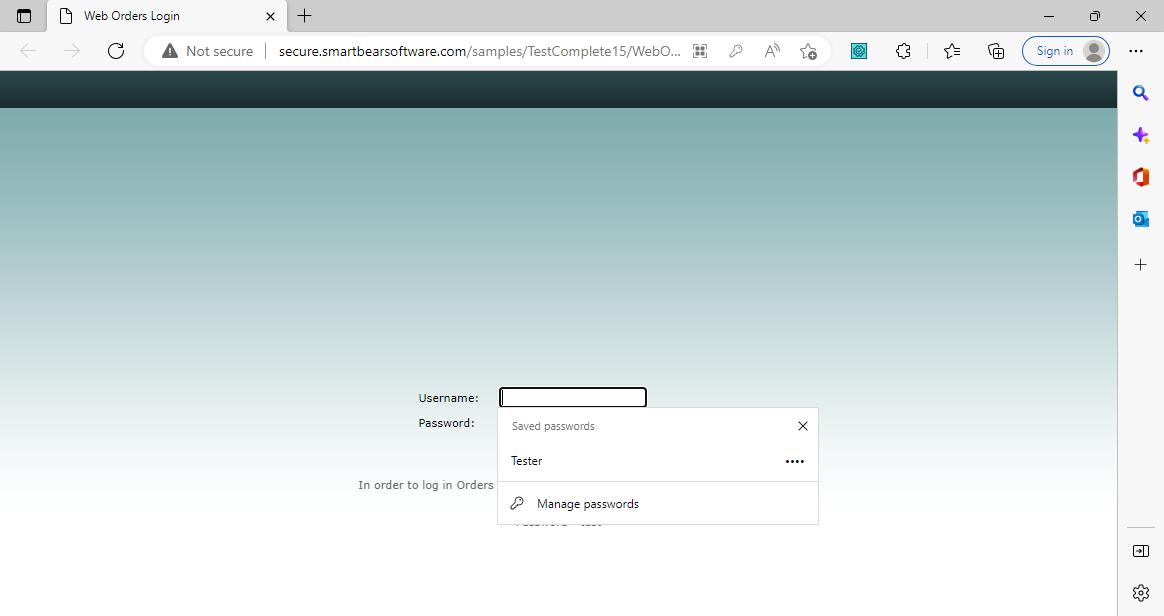 Web Orders Login
Not secure
secure.smartbearsoftware.com/samples/TestComplete15/WebO...
Sign in
Username:
Password:
Saved passwords
Tester
••••
In order to log in Orders
Manage passwords